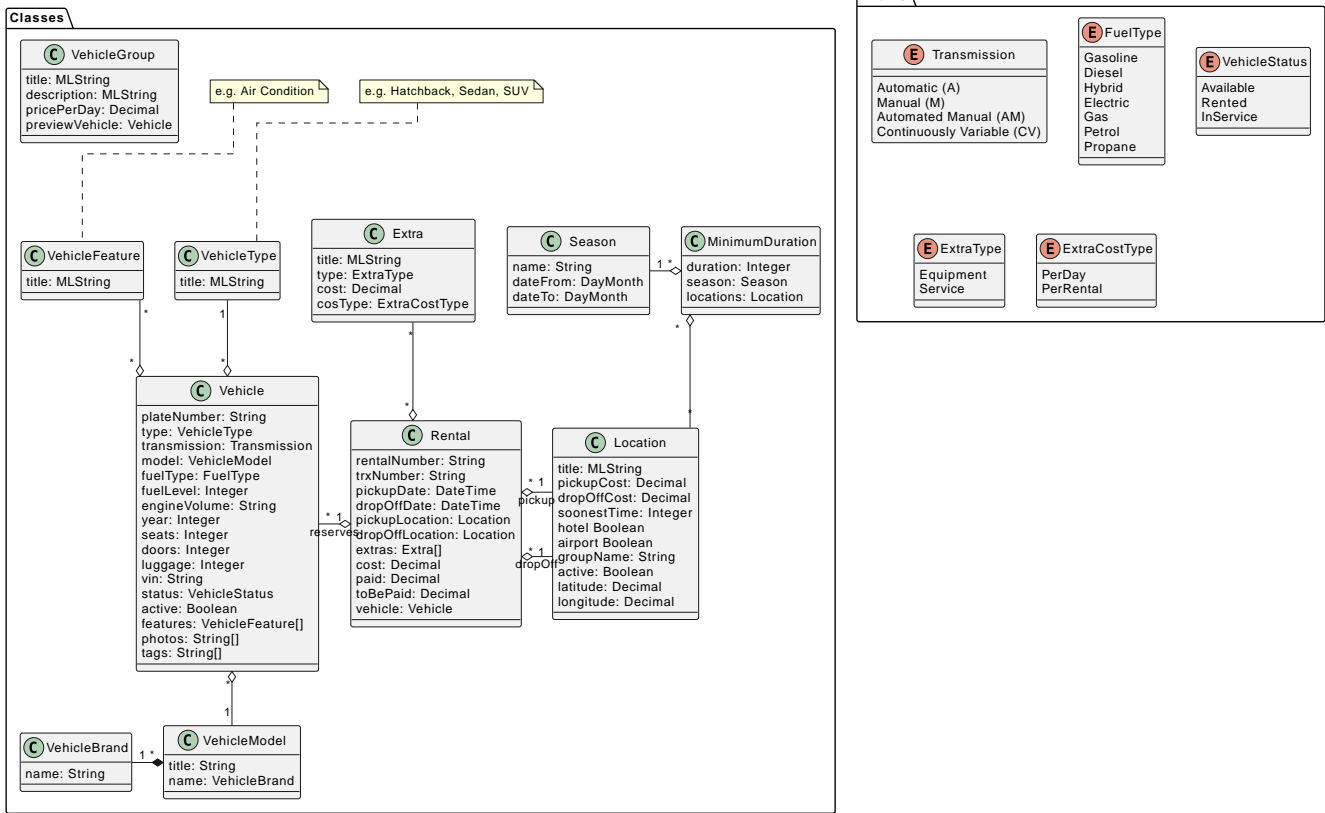 Classes
C VehicleGroup
title: MLString
description: MLString
pricePerDay: Decimal
previewVehicle: Vehicle
e.g. Air Condition
e.g. Hatchback, Sedan, SUV
C VehicleFeature
title: MLString
C VehicleType
title: MLString
C Extra
title: MLString
type: ExtraType
cost: Decimal
cosType: ExtraCostType
C Season
name: String
dateFrom: DayMonth
dateTo: DayMonth
1 *
C MinimumDuration
duration: Integer
season: Season
locations: Location
*
*
1
*
*
*
*
*
C Vehicle
plateNumber: String
type: VehicleType
transmission: Transmission
model: VehicleModel
fuelType: FuelType
fuelLevel: Integer
engineVolume: String
year: Integer
seats: Integer
doors: Integer
luggage: Integer
vin: String
status: VehicleStatus
active: Boolean
features: VehicleFeature[]
photos: String[]
tags: String[]
* 1
reserves
C Rental
rentalNumber: String
trxNumber: String
pickupDate: DateTime
dropOffDate: DateTime
pickupLocation: Location
dropOffLocation: Location
extras: Extra[]
cost: Decimal
paid: Decimal
toBePaid: Decimal
vehicle: Vehicle
* 1
pickup
* 1
dropOff
C Location
title: MLString
pickupCost: Decimal
dropOffCost: Decimal
soonestTime: Integer
hotel Boolean
airport Boolean
groupName: String
active: Boolean
latitude: Decimal
longitude: Decimal
*
1
C VehicleBrand
name: String
1 *
C VehicleModel
title: String
name: VehicleBrand
E Transmission
Automatic (A)
Manual (M)
Automated Manual (AM)
Continuously Variable (CV)
E FuelType
Gasoline
Diesel
Hybrid
Electric
Gas
Petrol
Propane
E VehicleStatus
Available
Rented
InService
E ExtraType
Equipment
Service
E ExtraCostType
PerDay
PerRental